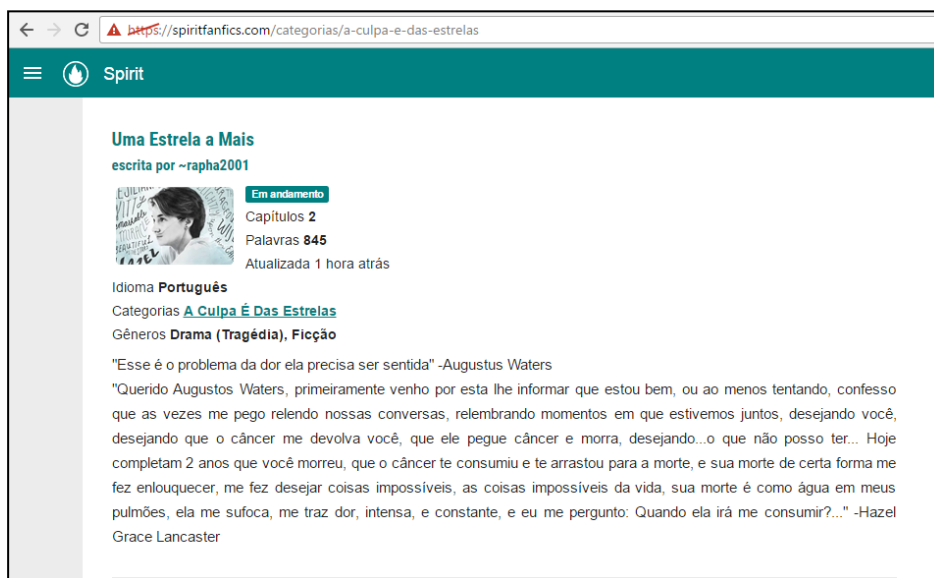 https://spiritfanfics.com/categorias/a-culpa-e-das-estrelas
Spirit
Uma Estrela a Mais
escrita por ~rapha2001
Em andamento
Capítulos 2
Palavras 845
Atualizada 1 hora atrás
Idioma Português
Categorias A Culpa É Das Estrelas
Gêneros Drama (Tragédia), Ficção
"Esse é o problema da dor ela precisa ser sentida" -Augustus Waters
"Querido Augustos Waters, primeiramente venho por esta lhe informar que estou bem, ou ao menos tentando, confesso
que as vezes me pego relendo nossas conversas, relembrando momentos em que estivemos juntos, desejando você,
desejando que o câncer me devolva você, que ele pegue câncer e morra, desejando...o que não posso ter... Hoje
completam 2 anos que você morreu, que o câncer te consumiu e te arrastou para a morte, e sua morte de certa forma me
fez enlouquecer, me fez desejar coisas impossíveis, as coisas impossíveis da vida, sua morte é como água em meus
pulmões, ela me sufoca, me traz dor, intensa, e constante, e eu me pergunto: Quando ela irá me consumir?..." -Hazel
Grace Lancaster